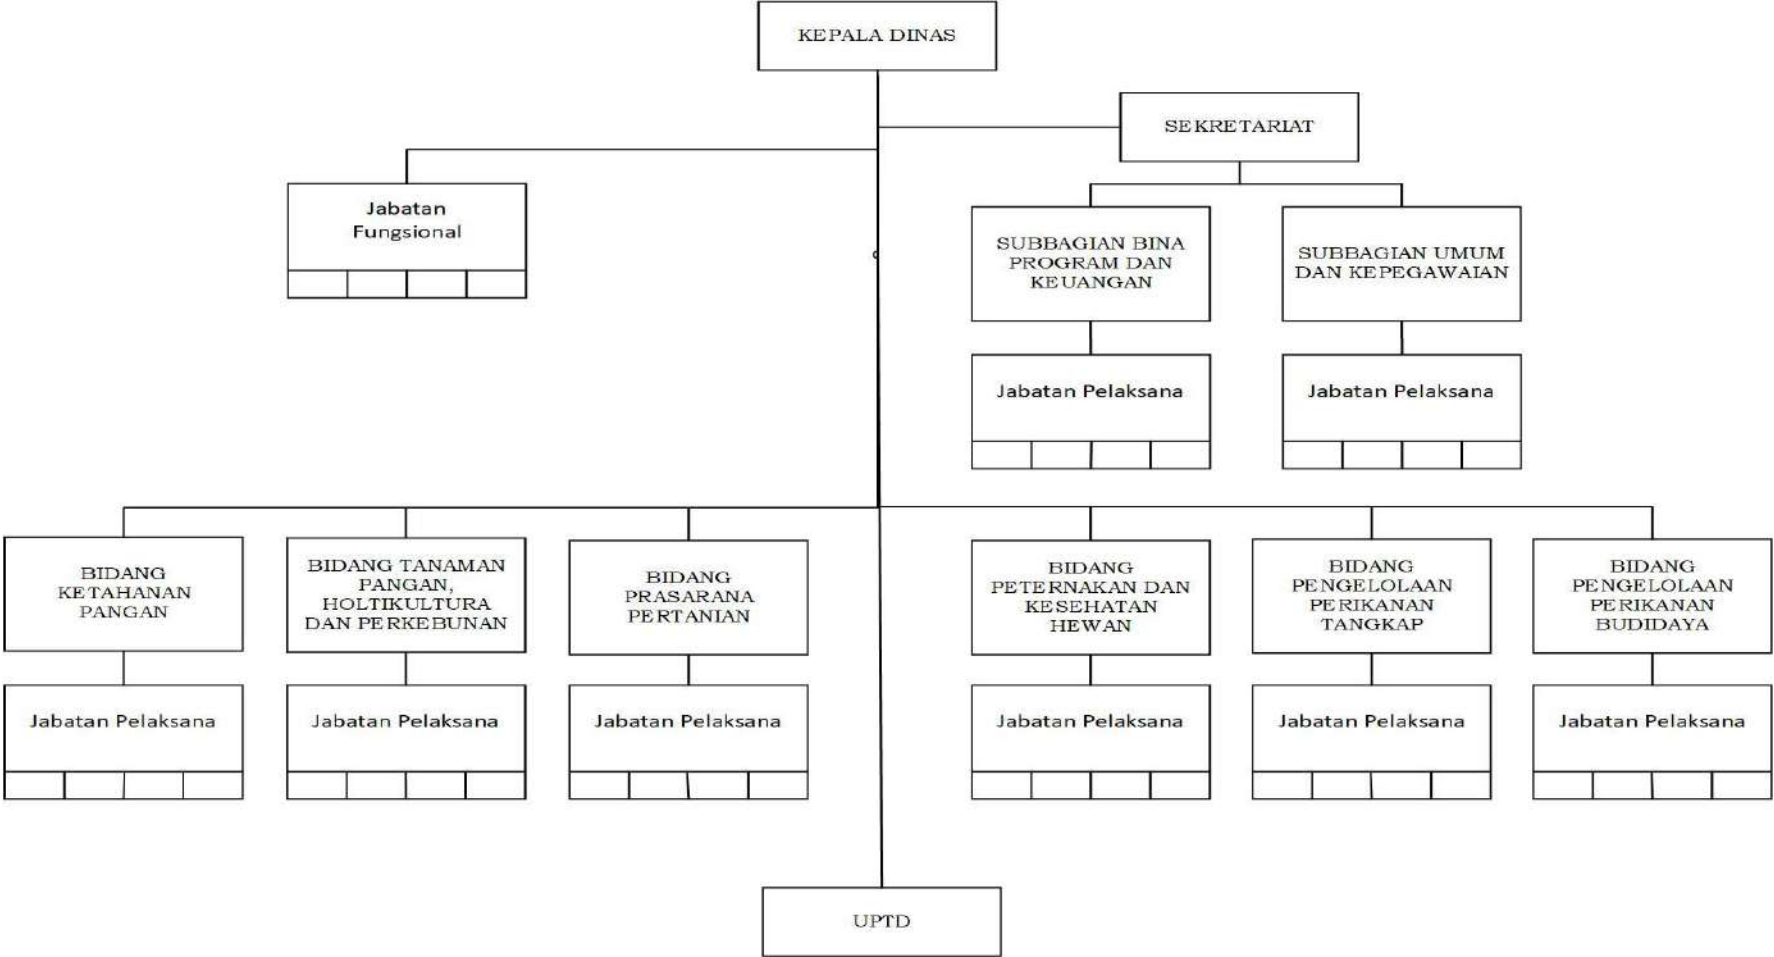 KEPALA DINAS
SEKRETARIAT
Jabatan
Fungsional
SUBBAGIAN BINA
PROGRAM DAN
KEUANGAN
SUBBAGIAN UMUM
DAN KEPEGAWAIAN
Jabatan Pelaksana
Jabatan Pelaksana
BIDANG
KETAHANAN
PANGAN
BIDANG TANAMAN
PANGAN,
HOLTIKULTURA
DAN PERKEBUNAN
BIDANG
PRASARANA
PERTANIAN
BIDANG
PETERNAKAN DAN
KESEHATAN
HEWAN
BIDANG
PENGELOLAAN
PERIKANAN
TANGKAP
BIDANG
PENGELOLAAN
PERIKANAN
BUDIDAYA
Jabatan Pelaksana
Jabatan Pelaksana
Jabatan Pelaksana
Jabatan Pelaksana
Jabatan Pelaksana
Jabatan Pelaksana
UPTD